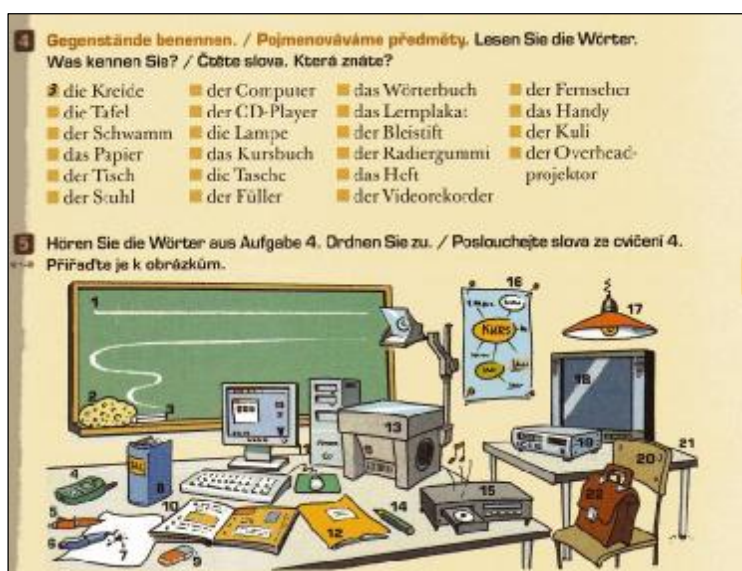 4 Gegenstände benennen. / Pojmenováváme předměty. Lesen Sie die Wörter.
Was kennen Sie? / Čtěte slova. Která znáte?
3 die Kreide
die Tafel
der Schwamm
das Papier
der Tisch
der Stuhl
der Computer
der CD-Player
die Lampe
das Kursbuch
die Tasche
der Füller
das Wörterbuch
das Lernplakat
der Bleistift
der Radiergummi
das Heft
der Videorekorder
der Fernseher
das Handy
der Kuli
der Overhead-
projektor
5 Hören Sie die Wörter aus Aufgabe 4. Ordnen Sie zu. / Poslouchejte slova ze cvičení 4.
Přiřaďte je k obrázkům.
1
16
17
KURS
2
3
18
13
19
20
21
4
8
15
22
5
10
14
6
7
9
12